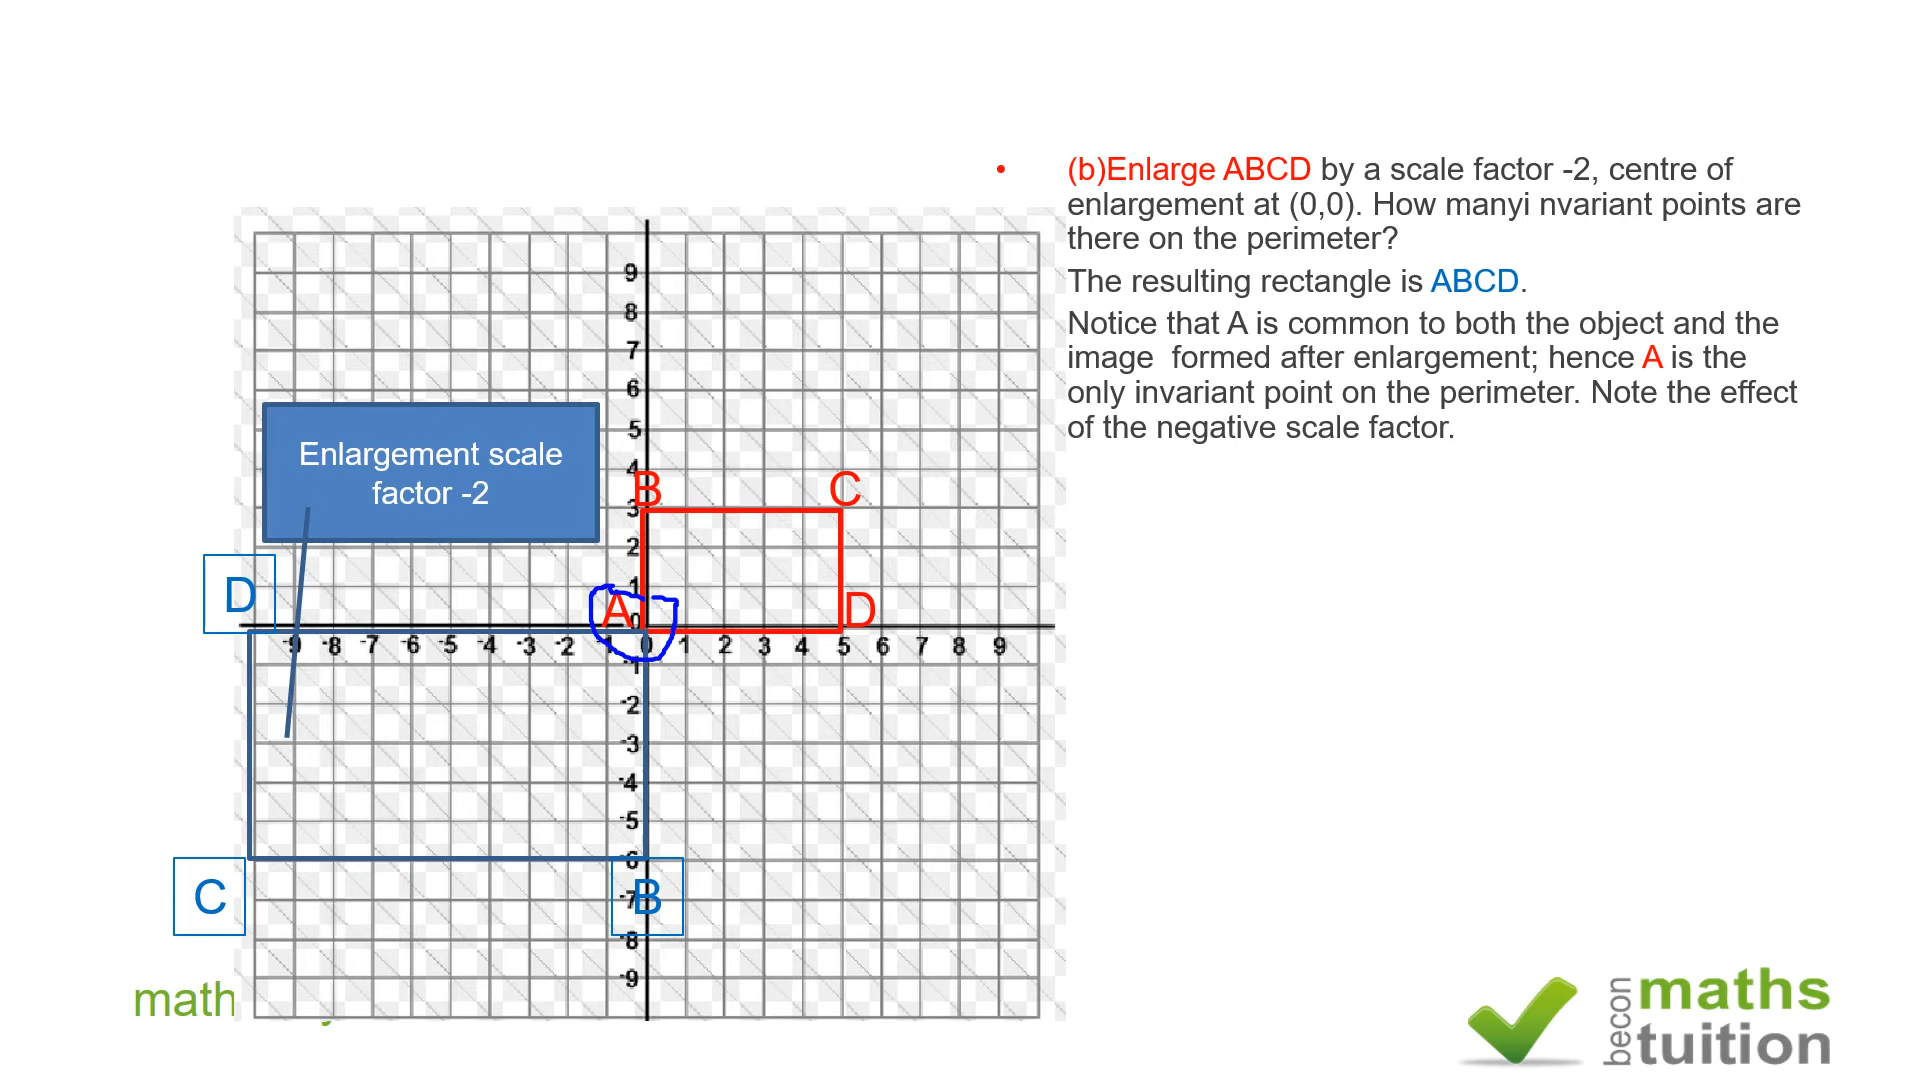 • (b)Enlarge ABCD by a scale factor -2, centre of
enlargement at (0,0). How manyi nvariant points are
there on the perimeter?
The resulting rectangle is ABCD.
Notice that A is common to both the object and the
image formed after enlargement; hence A is the
only invariant point on the perimeter. Note the effect
of the negative scale factor.
9
8
7
6
5
4
3
2
1
0
Enlargement scale
factor -2
B C
A D
D
-9 -8 -7 -6 -5 -4 -3 -2 -1 0 1 2 3 4 5 6 7 8 9
-1
-2
-3
-4
-5
-6
-7
-8
-9
C B
math
becon
maths
tuition